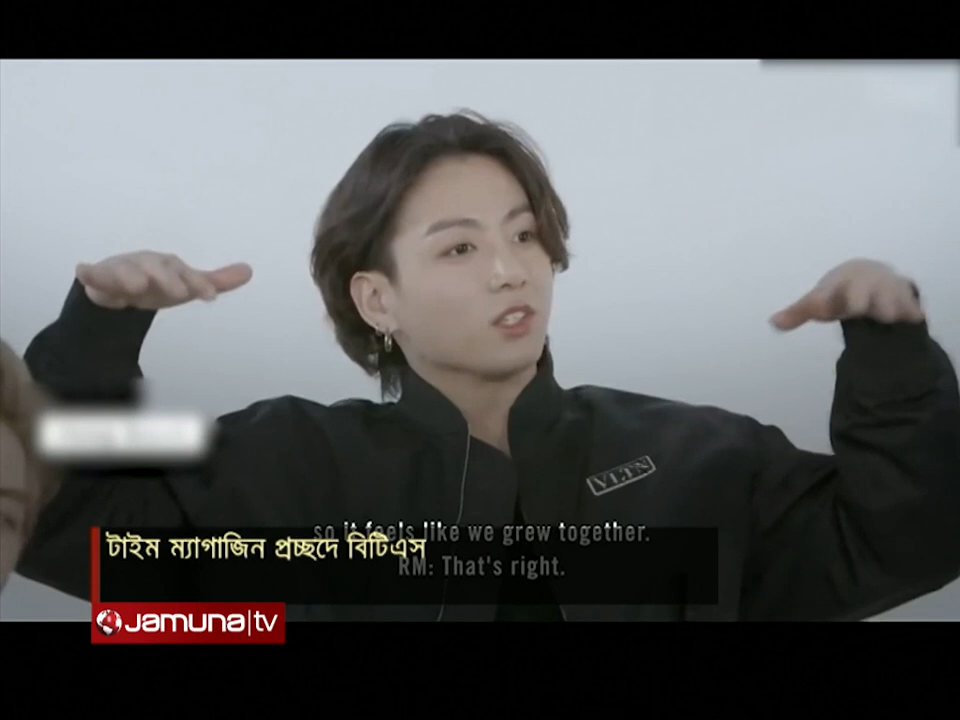 VLTN
so it feels like we grew together.
টাইম ম্যাগাজিন প্রচ্ছদে বিটিএস
RM: That's right.
Jamuna|tv